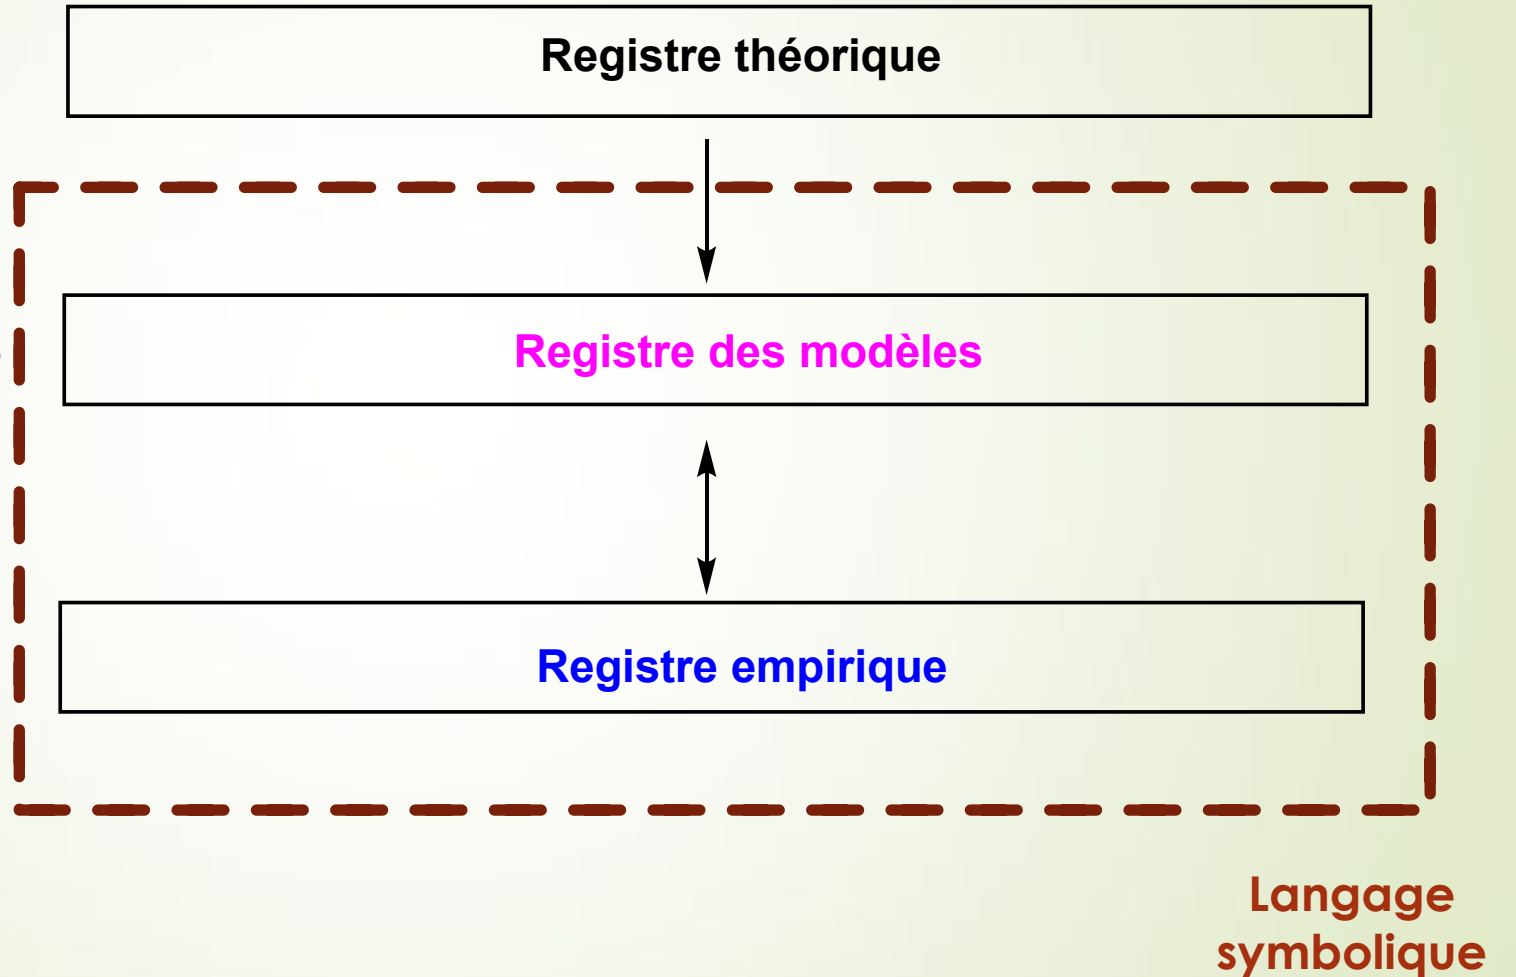 Registre théorique
Registre des modèles
Registre empirique
Langage
symbolique